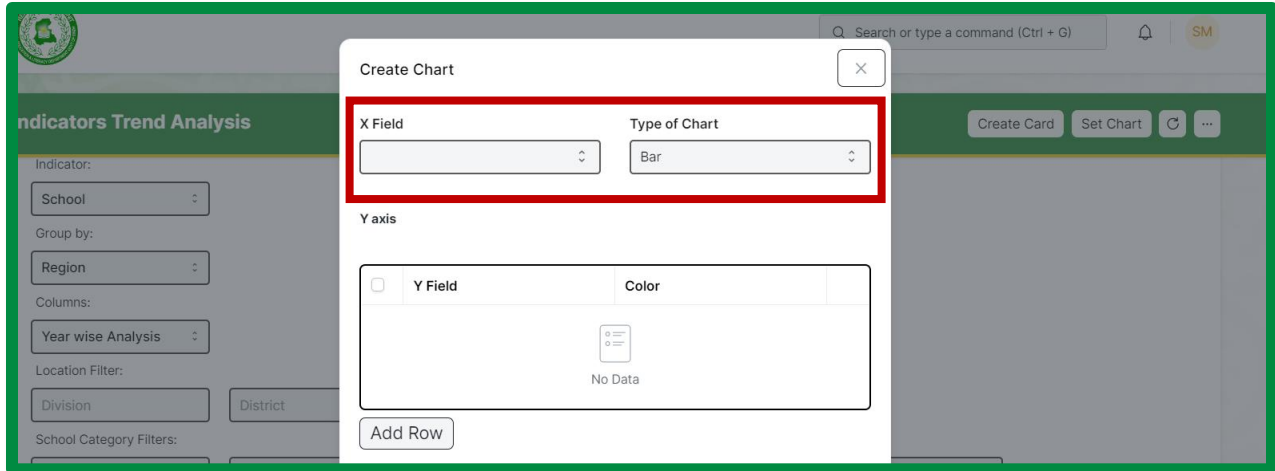 Search or type a command (Ctrl + G)
SM
Create Chart
ndicators Trend Analysis
Create Card
Set Chart
X Field
Type of Chart
Bar
Indicator:
School
Group by:
Region
Columns:
Year wise Analysis
Location Filter:
Division
District
School Category Filters:
Y axis
Y Field
Color
No Data
Add Row